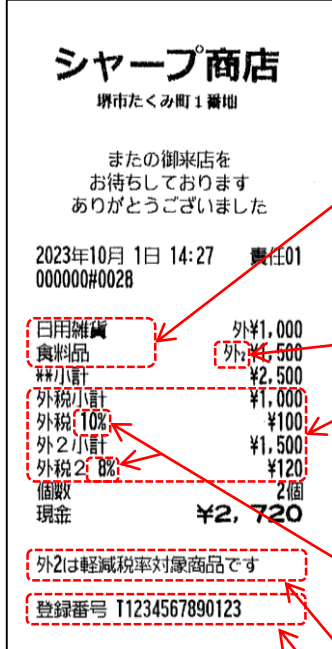 シャープ商店
堺市たくみ町1番地
またの御来店を
お待ちしております
ありがとうございました
2023年10月 1日 14:27 責任01
000000#0028
日用雑貨 外¥1,000
食料品 外2¥1,500
**小計 ¥2,500
外税小計 ¥1,000
外税 10% ¥100
外2小計 ¥1,500
外税2 8% ¥120
個数 2個
現金 ¥2,720
外2は軽減税率対象商品です
登録番号 T1234567890123